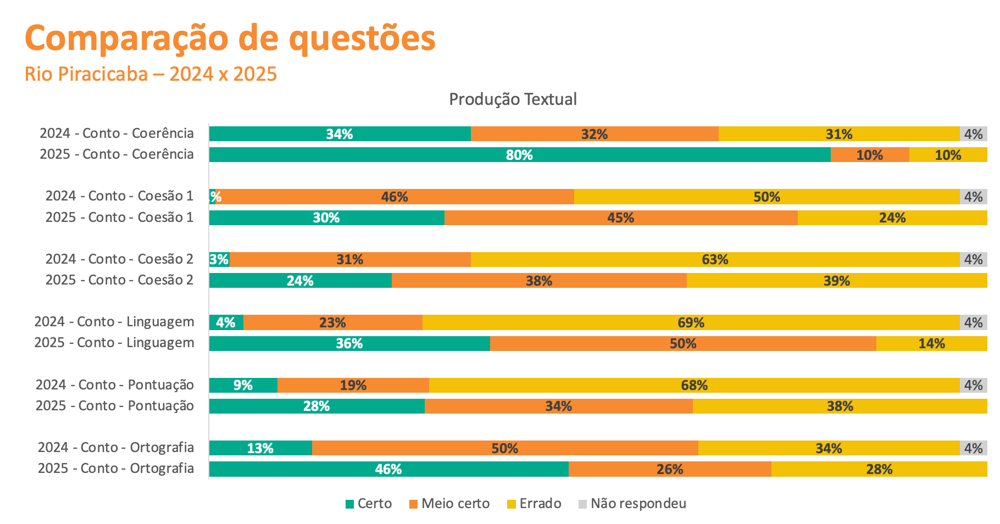 Comparação de questões
Rio Piracicaba – 2024 x 2025
Produção Textual
2024 - Conto - Coerência 34% 32% 31% 4%
2025 - Conto - Coerência 80% 10% 10%
2024 - Conto - Coesão 1 % 46% 50% 4%
2025 - Conto - Coesão 1 30% 45% 24%
2024 - Conto - Coesão 2 3% 31% 63% 4%
2025 - Conto - Coesão 2 24% 38% 39%
2024 - Conto - Linguagem 4% 23% 69% 4%
2025 - Conto - Linguagem 36% 50% 14%
2024 - Conto - Pontuação 9% 19% 68% 4%
2025 - Conto - Pontuação 28% 34% 38%
2024 - Conto - Ortografia 13% 50% 34% 4%
2025 - Conto - Ortografia 46% 26% 28%
Certo Meio certo Errado Não respondeu